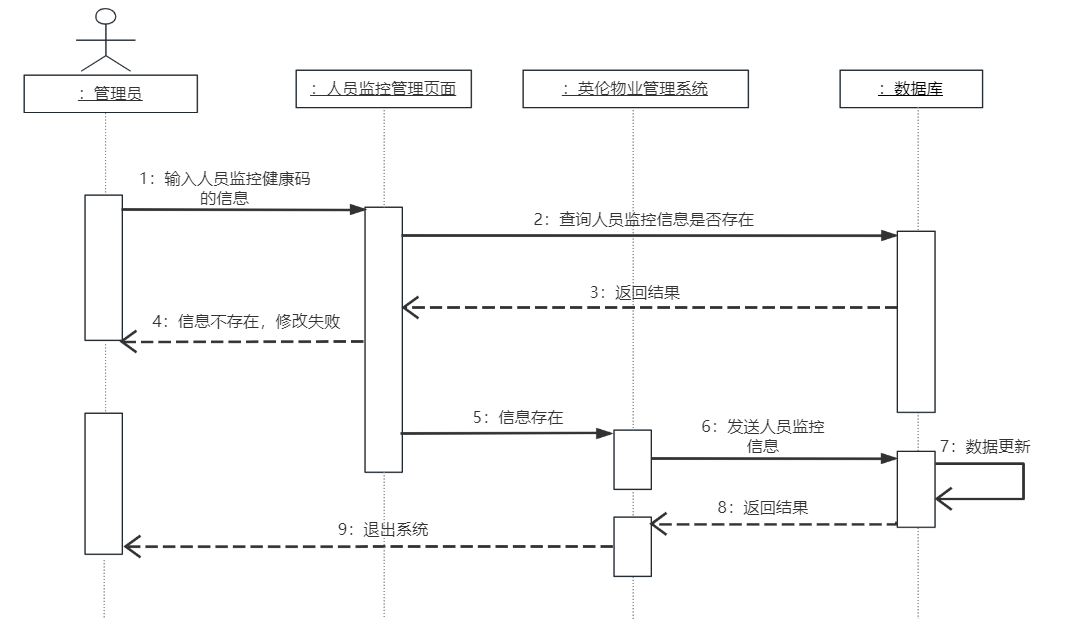 ：管理员
：人员监控管理页面
：英伦物业管理系统
：数据库
1：输入人员监控健康码
的信息
2：查询人员监控信息是否存在
3：返回结果
4：信息不存在，修改失败
5：信息存在
6：发送人员监控
信息
7：数据更新
8：返回结果
9：退出系统